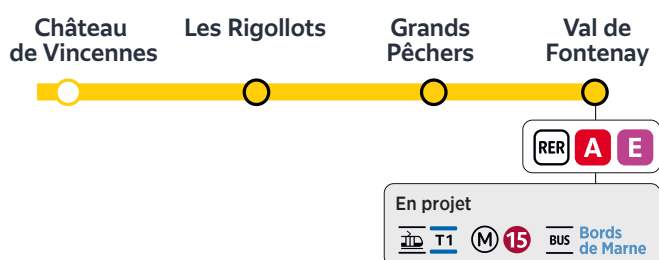 Château
de Vincennes
Les Rigollots
Grands
Pêchers
Val de
Fontenay
RER A E
En projet
T1 M 15 BUS Bords
de Marne